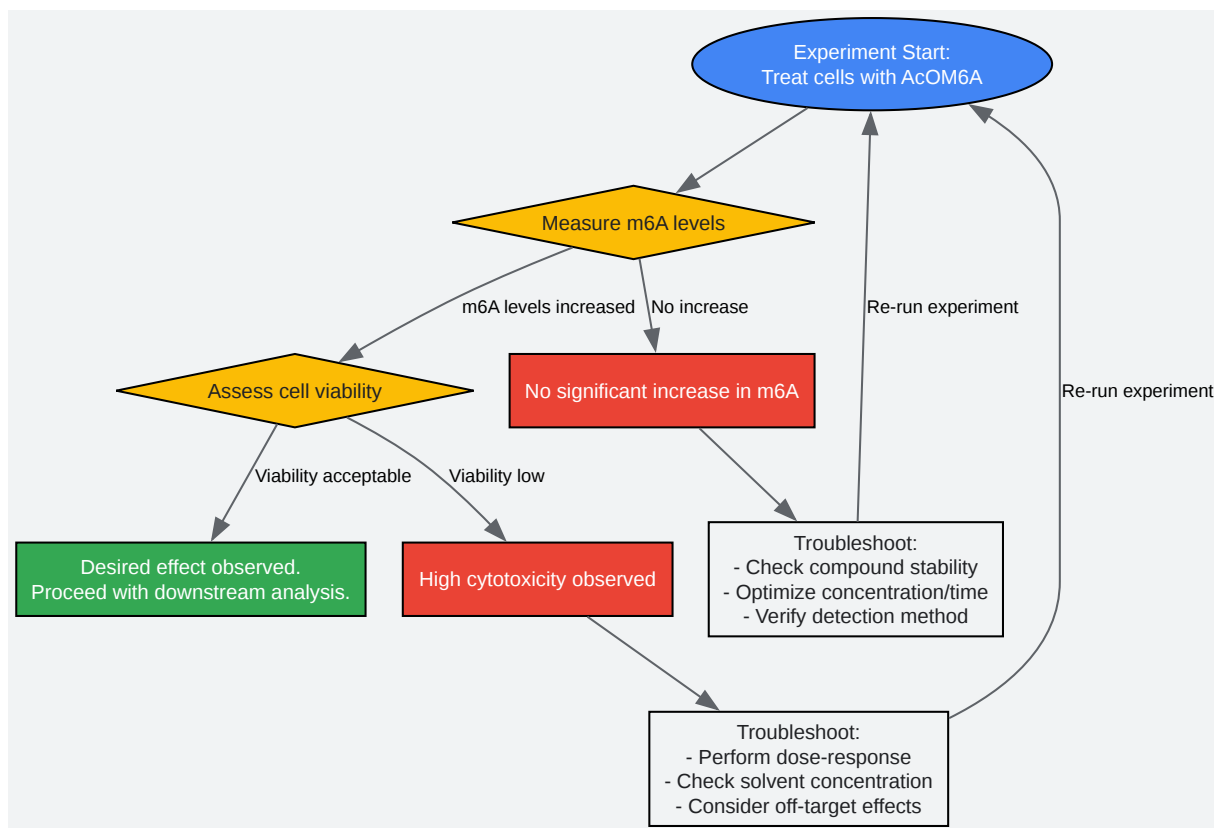 Experiment Start:
Treat cells with AcOM6A
Measure m6A levels
m6A levels increased
No increase
Re-run experiment
Assess cell viability
No significant increase in m6A
Re-run experiment
Viability acceptable
Viability low
Desired effect observed.
Proceed with downstream analysis.
High cytotoxicity observed
Troubleshoot:
- Check compound stability
- Optimize concentration/time
- Verify detection method
Troubleshoot:
- Perform dose-response
- Check solvent concentration
- Consider off-target effects